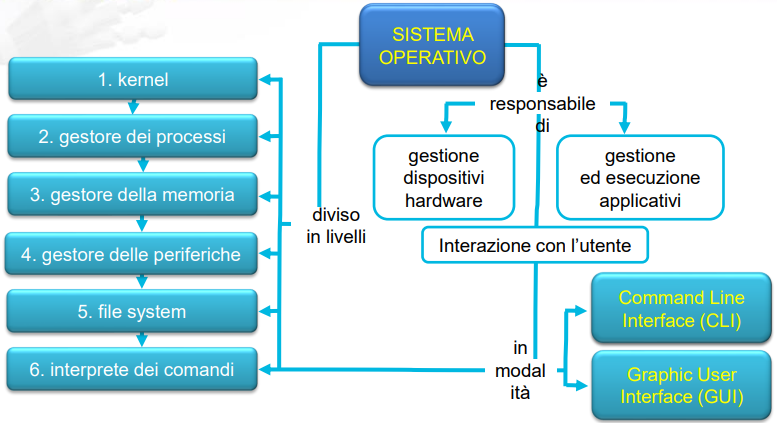 SISTEMA
OPERATIVO
1. kernel
2. gestore dei processi
3. gestore della memoria
4. gestore delle periferiche
5. file system
6. interprete dei comandi
diviso
in livelli
è
responsabile
di
gestione
dispositivi
hardware
gestione
ed esecuzione
applicativi
Interazione con l’utente
in
modal
ità
Command Line
Interface (CLI)
Graphic User
Interface (GUI)